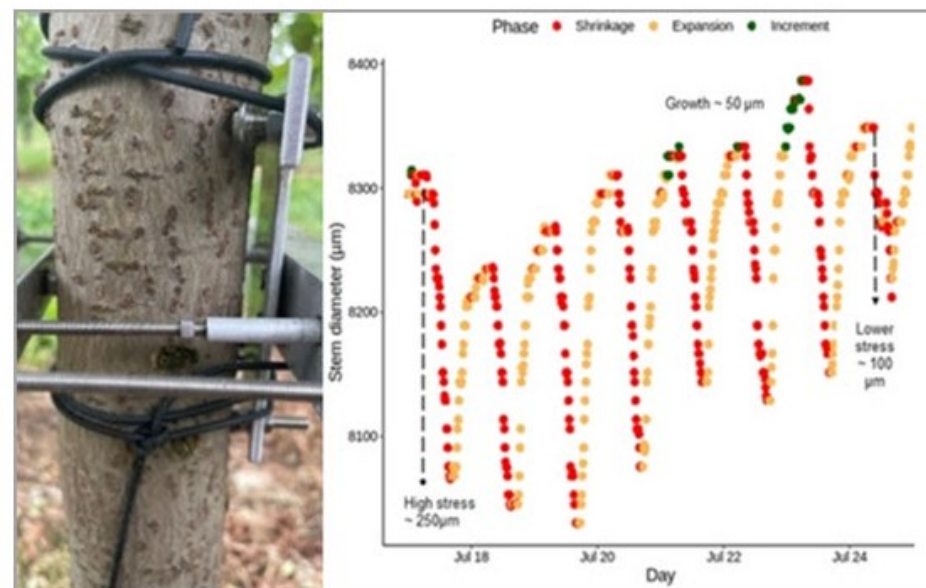 Phase Shrinkage Expansion Increment
8400
Growth ~ 50 µm
8300
8200
8100
Stem diameter (µm)
High stress
~ 250µm
Lower
stress
~ 100
µm
Jul 18 Jul 20 Jul 22 Jul 24
Day